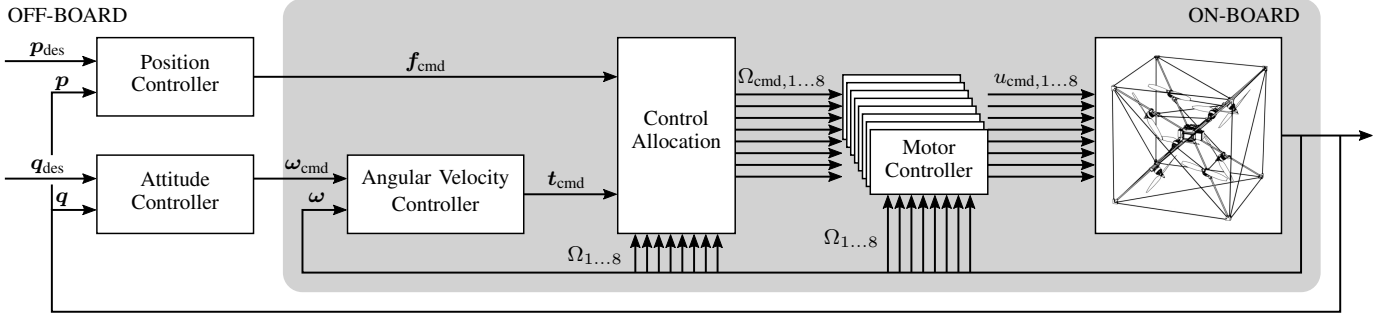 OFF-BOARD
ON-BOARD
p_des
p
Position
Controller
f_cmd
q_des
q
Attitude
Controller
ω_cmd
ω
Angular Velocity
Controller
t_cmd
Control
Allocation
Ω_1...8
Ω_cmd,1...8
Motor
Controller
Ω_1...8
u_cmd,1...8